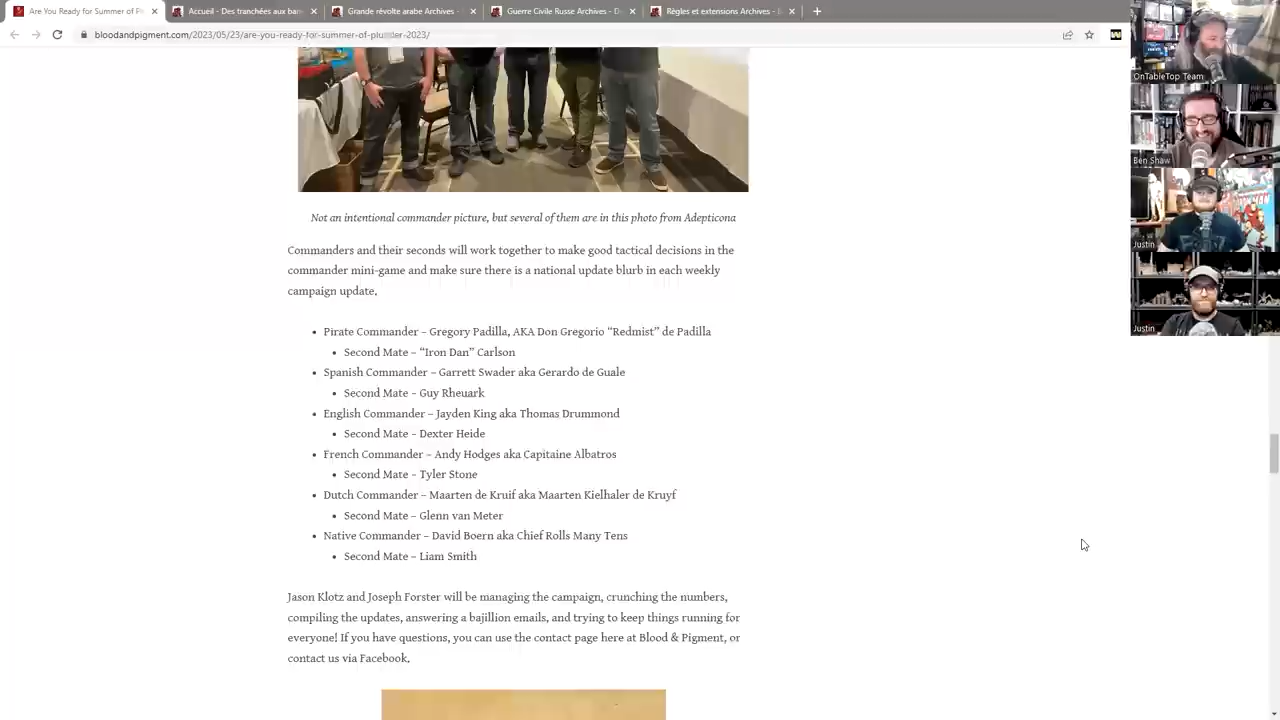 Are You Ready for Summer of Pl
Accueil - Des tranchées aux bar
Grande révolte arabe Archives -
Guerre Civile Russe Archives - D
Règles et extensions Archives -
bloodandpigment.com/2023/05/23/are-you-ready-for-summer-of-plunder-2023/
OnTableTop Team
Ben Shaw
Justin
Justin
Not an intentional commander picture, but several of them are in this photo from Adepticona
Commanders and their seconds will work together to make good tactical decisions in the
commander mini-game and make sure there is a national update blurb in each weekly
campaign update.
• Pirate Commander – Gregory Padilla, AKA Don Gregorio “Redmist” de Padilla
• Second Mate – “Iron Dan” Carlson
• Spanish Commander – Garrett Swader aka Gerardo de Guale
• Second Mate – Guy Rheuark
• English Commander – Jayden King aka Thomas Drummond
• Second Mate – Dexter Heide
• French Commander – Andy Hodges aka Capitaine Albatros
• Second Mate – Tyler Stone
• Dutch Commander – Maarten de Kruif aka Maarten Kielhaler de Kruyf
• Second Mate – Glenn van Meter
• Native Commander – David Boern aka Chief Rolls Many Tens
• Second Mate – Liam Smith
Jason Klotz and Joseph Forster will be managing the campaign, crunching the numbers,
compiling the updates, answering a bajillion emails, and trying to keep things running for
everyone! If you have questions, you can use the contact page here at Blood & Pigment, or
contact us via Facebook.